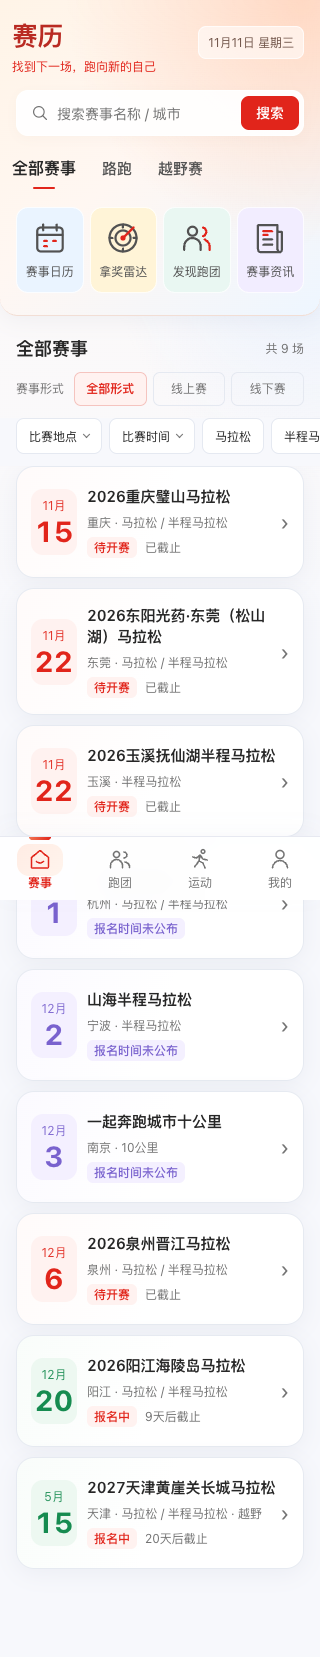 赛历
找到下一场，跑向新的自己
11月11日 星期三
搜索赛事名称 / 城市
搜索
全部赛事 路跑 越野赛
赛事日历 拿奖雷达 发现跑团 赛事资讯
全部赛事
共 9 场
赛事形式 全部形式 线上赛 线下赛
比赛地点 比赛时间 马拉松 半程马
11月
15
2026重庆璧山马拉松
重庆 · 马拉松 / 半程马拉松
待开赛 已截止
11月
22
2026东阳光药·东莞（松山
湖）马拉松
东莞 · 马拉松 / 半程马拉松
待开赛 已截止
11月
22
2026玉溪抚仙湖半程马拉松
玉溪 · 半程马拉松
待开赛 已截止
赛事 跑团 运动 我的
1
杭州 · 马拉松 / 半程马拉松
报名时间未公布
12月
2
山海半程马拉松
宁波 · 半程马拉松
报名时间未公布
12月
3
一起奔跑城市十公里
南京 · 10公里
报名时间未公布
12月
6
2026泉州晋江马拉松
泉州 · 马拉松 / 半程马拉松
待开赛 已截止
12月
20
2026阳江海陵岛马拉松
阳江 · 马拉松 / 半程马拉松
报名中 9天后截止
5月
15
2027天津黄崖关长城马拉松
天津 · 马拉松 / 半程马拉松 · 越野
报名中 20天后截止